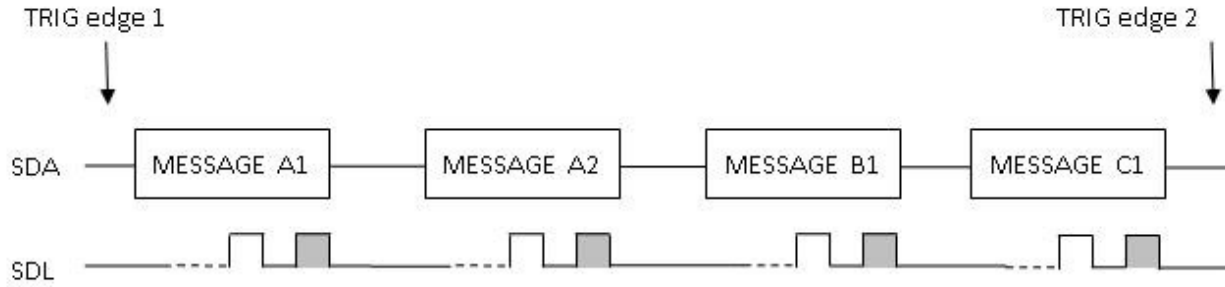 TRIG edge 1
TRIG edge 2
SDA MESSAGE A1 MESSAGE A2 MESSAGE B1 MESSAGE C1
SDL